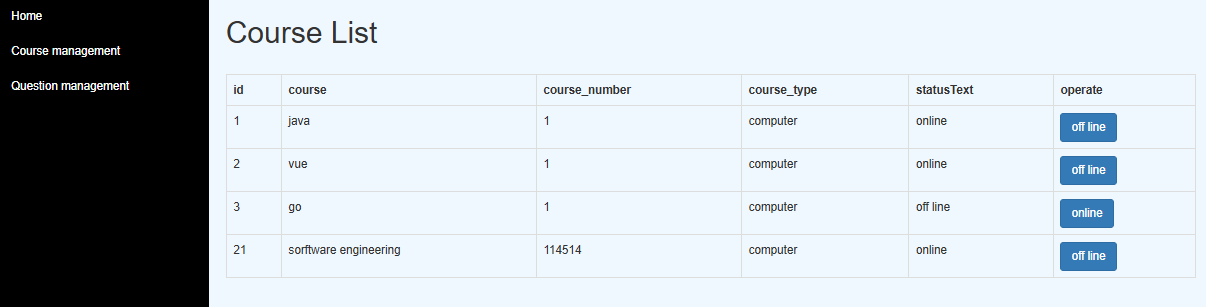 Home
Course management
Question management
Course List
id course course_number course_type statusText operate
1 java 1 computer online off line
2 vue 1 computer online off line
3 go 1 computer off line online
21 sorftware engineering 114514 computer online off line